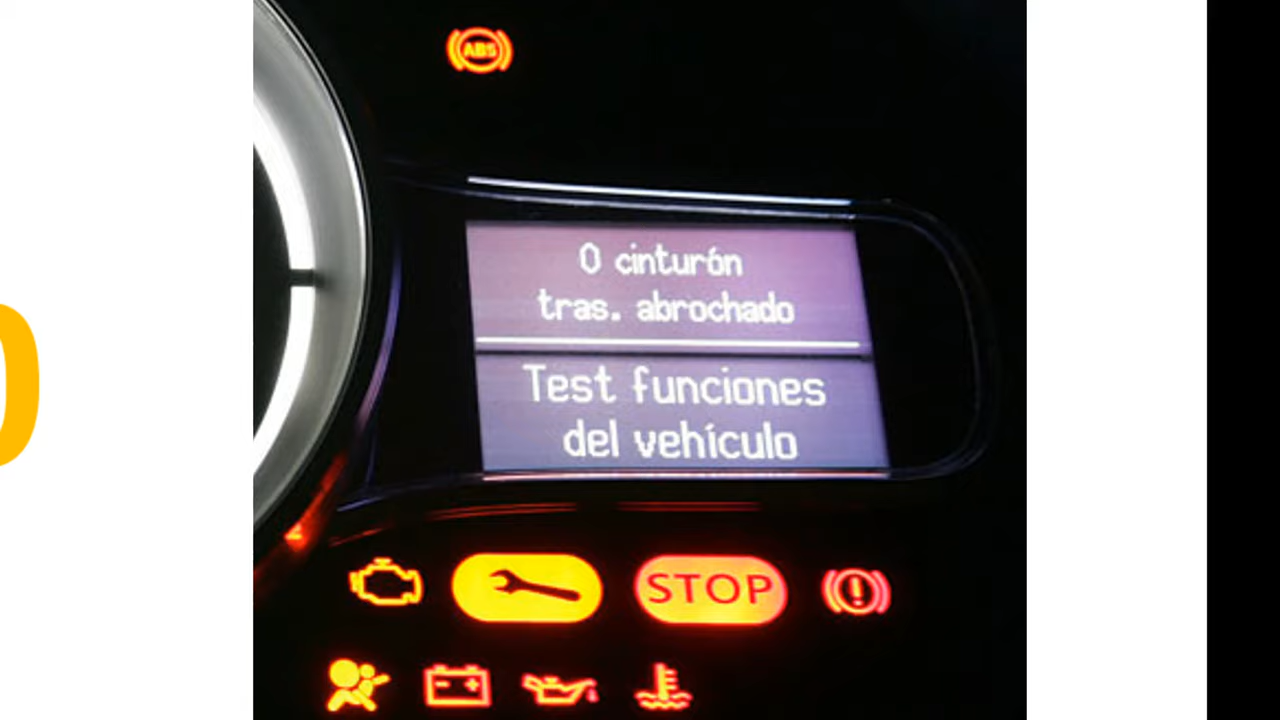 ABS
0 cinturón
tras. abrochado
Test funciones
del vehículo
STOP